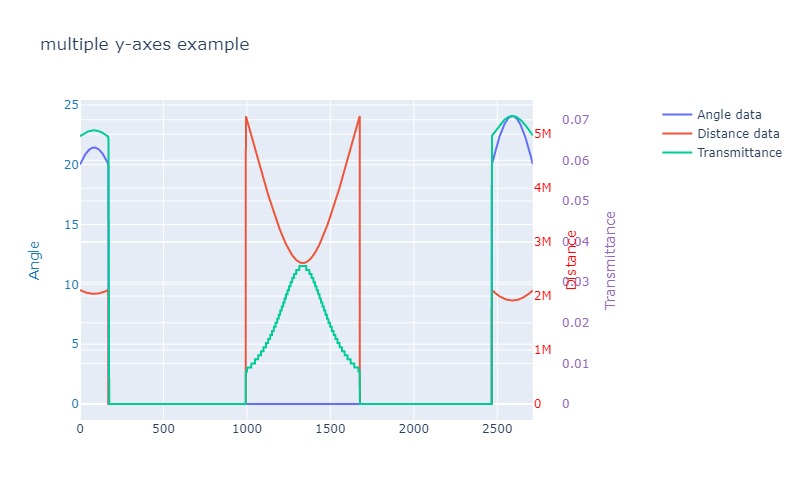 multiple y-axes example
Angle data
Distance data
Transmittance
25
20
15
10
5
0
Angle
5M
4M
3M
2M
1M
0
Distance
0.07
0.06
0.05
0.04
0.03
0.02
0.01
0
Transmittance
0
500
1000
1500
2000
2500